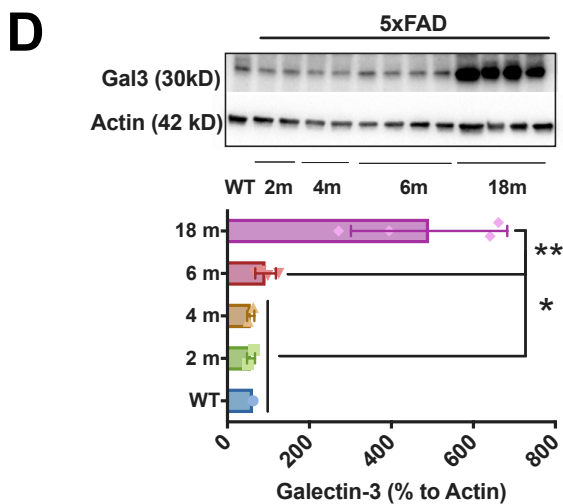 D
5xFAD
Gal3 (30kD)
Actin (42 kD)
WT 2m 4m 6m 18m
18 m
**
6 m
*
4 m
2 m
WT
0 200 400 600 800
Galectin-3 (% to Actin)